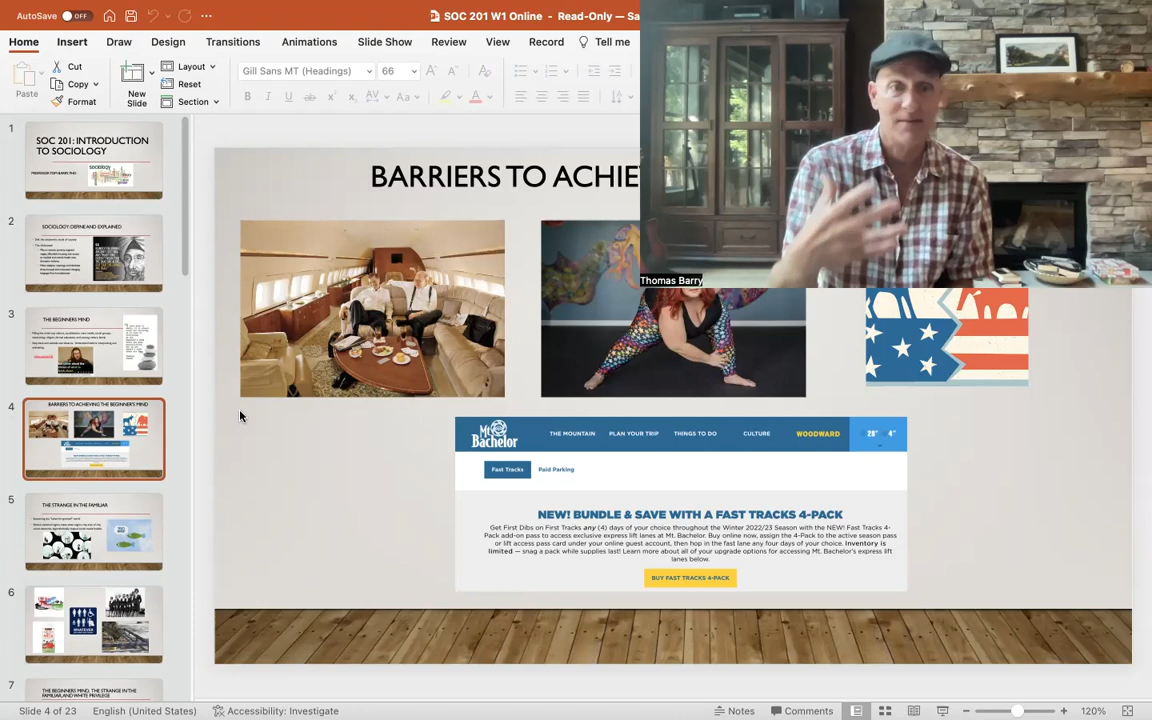 AutoSave OFF
SOC 201 W1 Online - Read-Only — Sa
Home Insert Draw Design Transitions Animations Slide Show Review View Record Tell me
Paste
Cut
Copy
Format
New
Slide
Layout
Reset
Section
Gill Sans MT (Headings) 66
Thomas Barry
1
SOC 201: INTRODUCTION
TO SOCIOLOGY
sociology
2
SOCIOLOGY: DEFINE AND EXPLAINED
3
THE BEGINNERS MIND
4
BARRIERS TO ACHIEVING THE BEGINNER'S MIND
5
THE STRANGE IN THE FAMILIAR
6
WHATEVER
7
THE BEGINNERS MIND, THE STRANGE IN THE
FAMILIAR, AND WHITE PRIVILEGE
BARRIERS TO ACHIE
Mt.
Bachelor
THE MOUNTAIN PLAN YOUR TRIP THINGS TO DO CULTURE WOODWARD 28° 4"
Fast Tracks Paid Parking
NEW! BUNDLE & SAVE WITH A FAST TRACKS 4-PACK
Get First Dibs on First Tracks any (4) days of your choice throughout the Winter 2022/23 Season with the NEW! Fast Tracks 4-
Pack add-on pass to access exclusive express lift lanes at Mt. Bachelor. Buy online now, assign the 4-Pack to the active season pass
or lift access pass card under your online guest account, then hop in the fast lane any four days of your choice. Inventory is
limited — snag a pack while supplies last! Learn more about all of your upgrade options for accessing Mt. Bachelor's express lift
lanes below.
BUY FAST TRACKS 4-PACK
Slide 4 of 23 English (United States) Accessibility: Investigate Notes Comments 120%